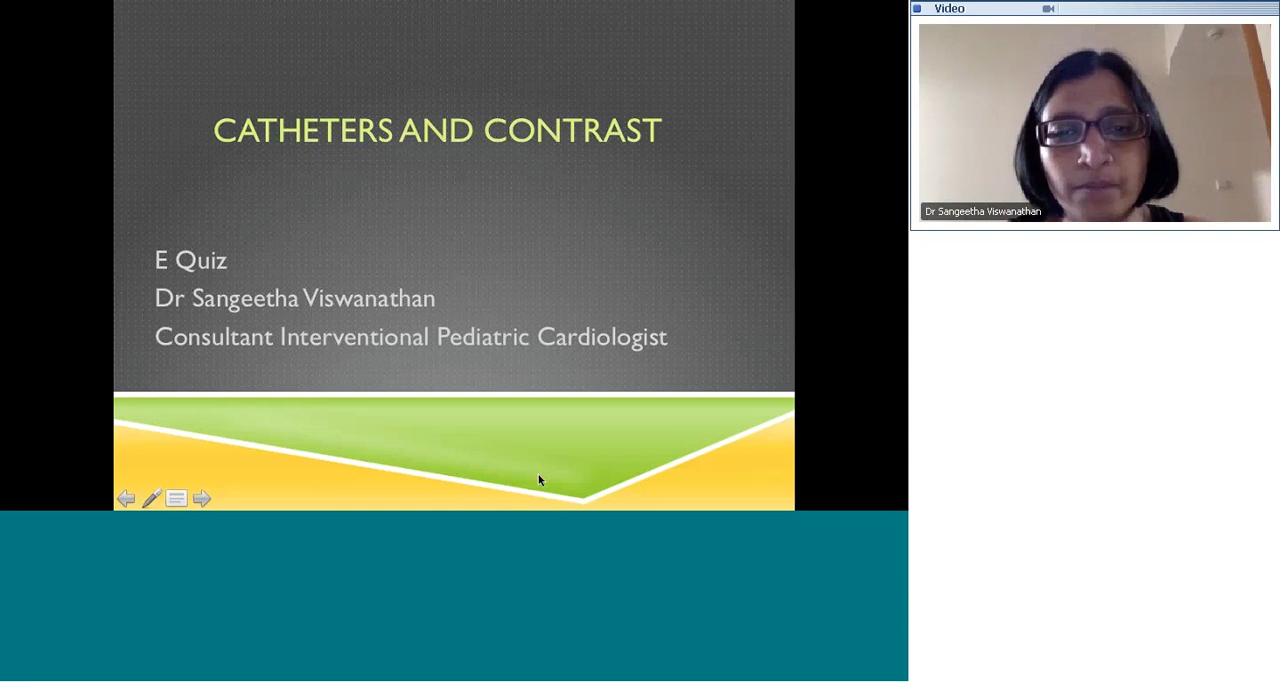 CATHETERS AND CONTRAST
E Quiz
Dr Sangeetha Viswanathan
Consultant Interventional Pediatric Cardiologist
Video
Dr Sangeetha Viswanathan